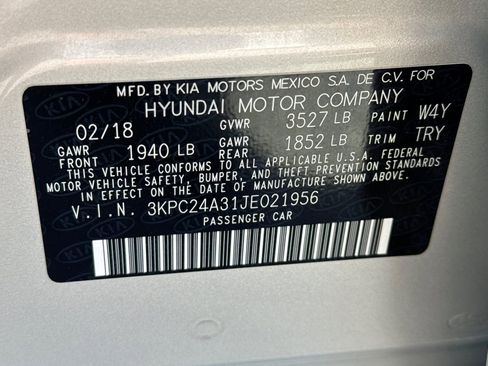 MFD. BY KIA MOTORS MEXICO S.A. DE C.V. FOR
HYUNDAI MOTOR COMPANY
02/18 GVWR 3527 LB PAINT W4Y
GAWR FRONT 1940 LB GAWR REAR 1852 LB TRIM TRY
THIS VEHICLE CONFORMS TO ALL APPLICABLE U.S.A. FEDERAL
MOTOR VEHICLE SAFETY, BUMPER, AND THEFT PREVENTION STANDARDS
IN EFFECT ON THE DATE OF MANUFACTURE SHOWN ABOVE.
V.I.N. 3KPC24A31JE021956
PASSENGER CAR